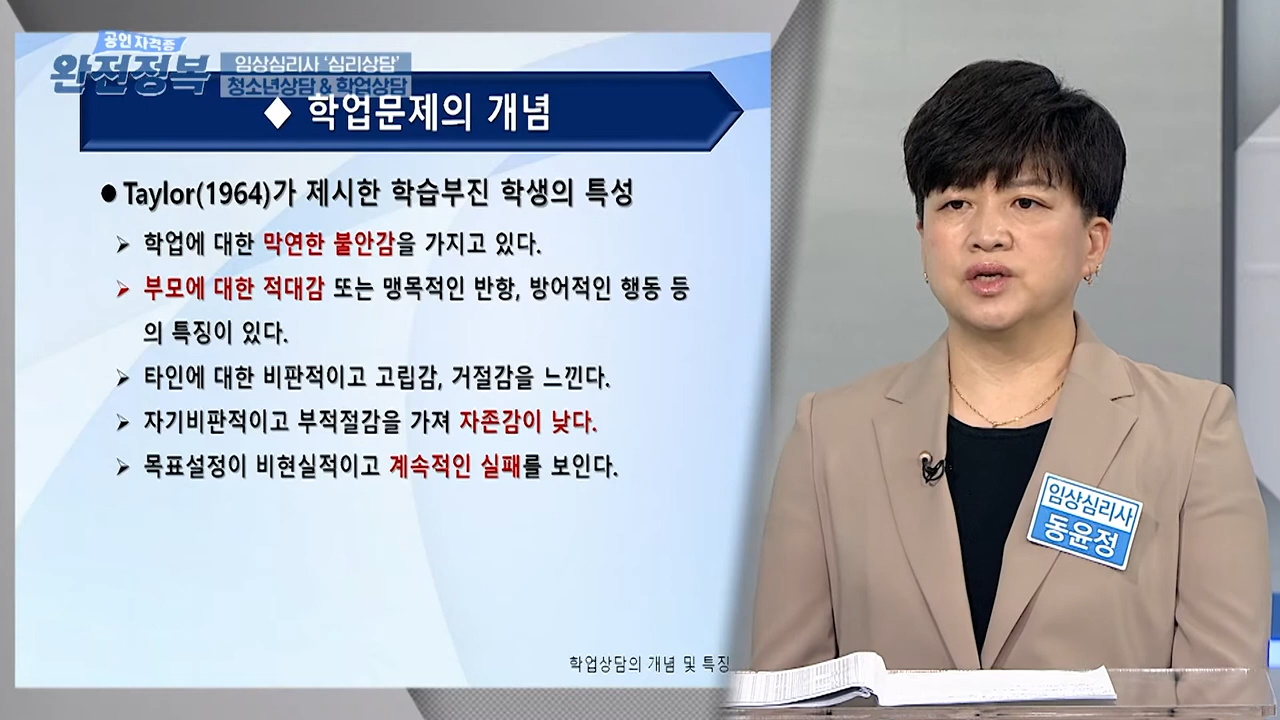 공인 자격증
완전정복
임상심리사 ‘심리상담’
청소년상담 & 학업상담
◆ 학업문제의 개념
● Taylor(1964)가 제시한 학습부진 학생의 특성
➢ 학업에 대한 막연한 불안감을 가지고 있다.
➢ 부모에 대한 적대감 또는 맹목적인 반항, 방어적인 행동 등
의 특징이 있다.
➢ 타인에 대한 비판적이고 고립감, 거절감을 느낀다.
➢ 자기비판적이고 부적절감을 가져 자존감이 낮다.
➢ 목표설정이 비현실적이고 계속적인 실패를 보인다.
학업상담의 개념 및 특징
임상심리사
동윤정